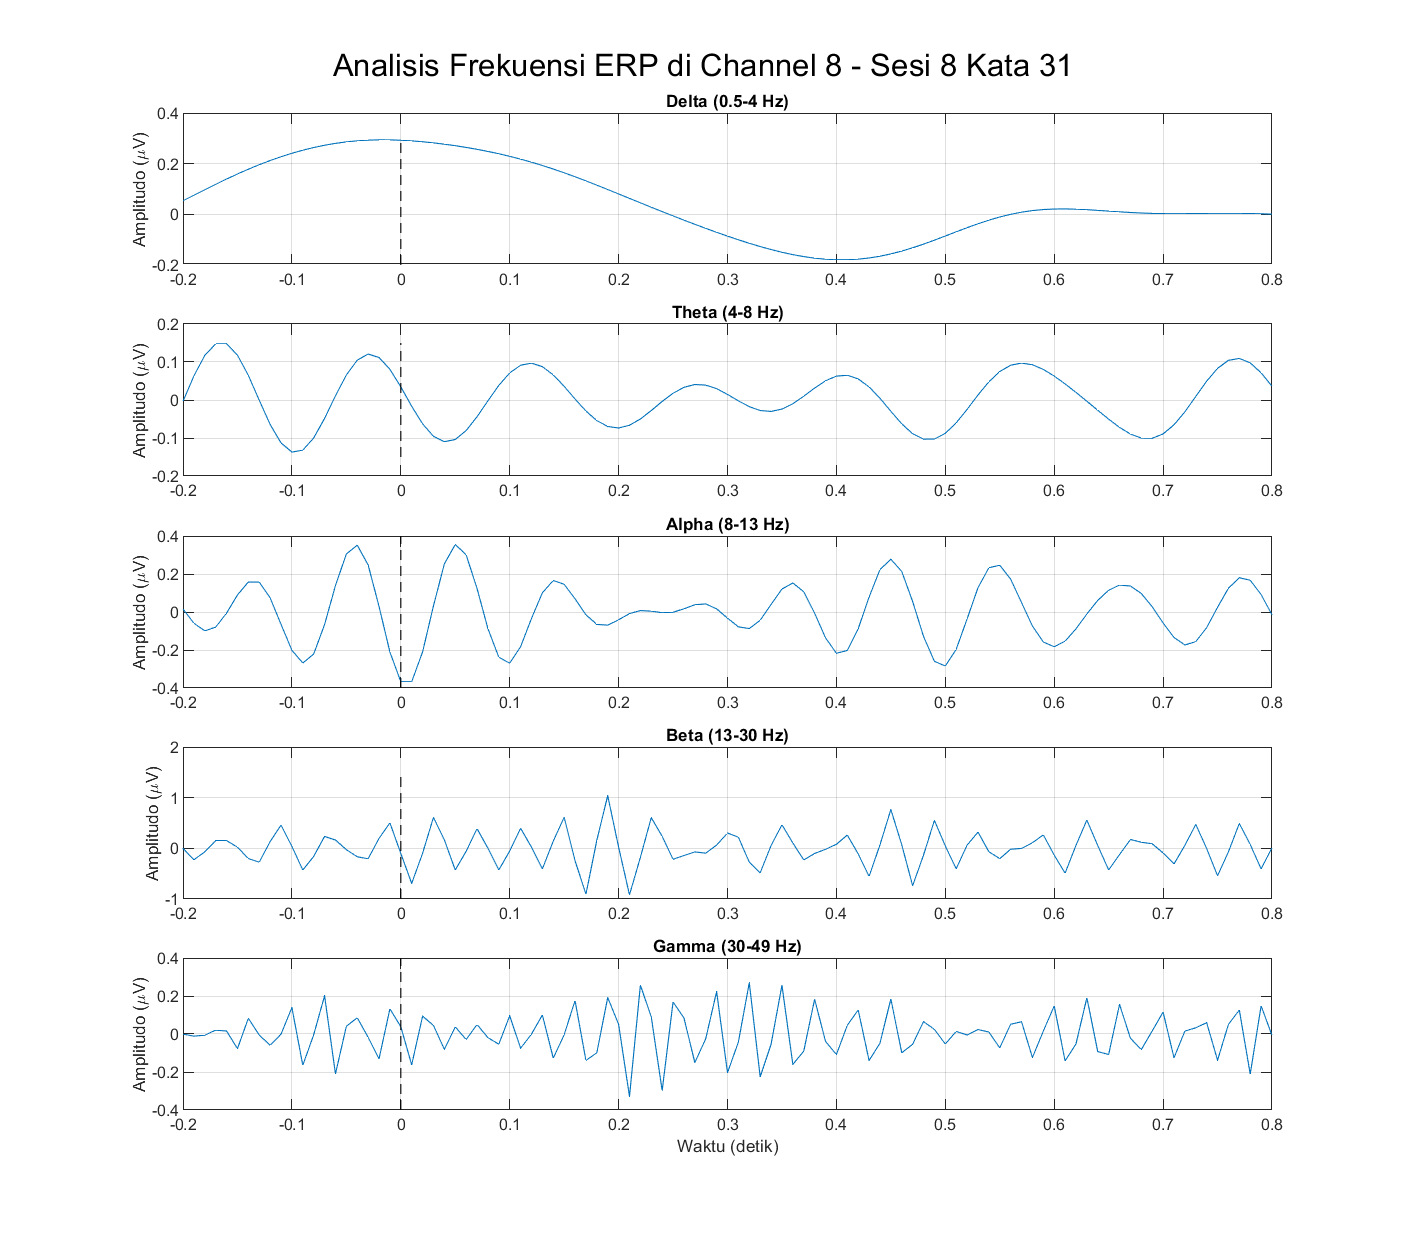 Analisis Frekuensi ERP di Channel 8 - Sesi 8 Kata 31
Delta (0.5-4 Hz)
Amplitudo (μV)
0.4
0.2
0
-0.2
-0.2 -0.1 0 0.1 0.2 0.3 0.4 0.5 0.6 0.7 0.8
Theta (4-8 Hz)
Amplitudo (μV)
0.2
0.1
0
-0.1
-0.2
-0.2 -0.1 0 0.1 0.2 0.3 0.4 0.5 0.6 0.7 0.8
Alpha (8-13 Hz)
Amplitudo (μV)
0.4
0.2
0
-0.2
-0.4
-0.2 -0.1 0 0.1 0.2 0.3 0.4 0.5 0.6 0.7 0.8
Beta (13-30 Hz)
Amplitudo (μV)
2
1
0
-1
-0.2 -0.1 0 0.1 0.2 0.3 0.4 0.5 0.6 0.7 0.8
Gamma (30-49 Hz)
Amplitudo (μV)
0.4
0.2
0
-0.2
-0.4
-0.2 -0.1 0 0.1 0.2 0.3 0.4 0.5 0.6 0.7 0.8
Waktu (detik)